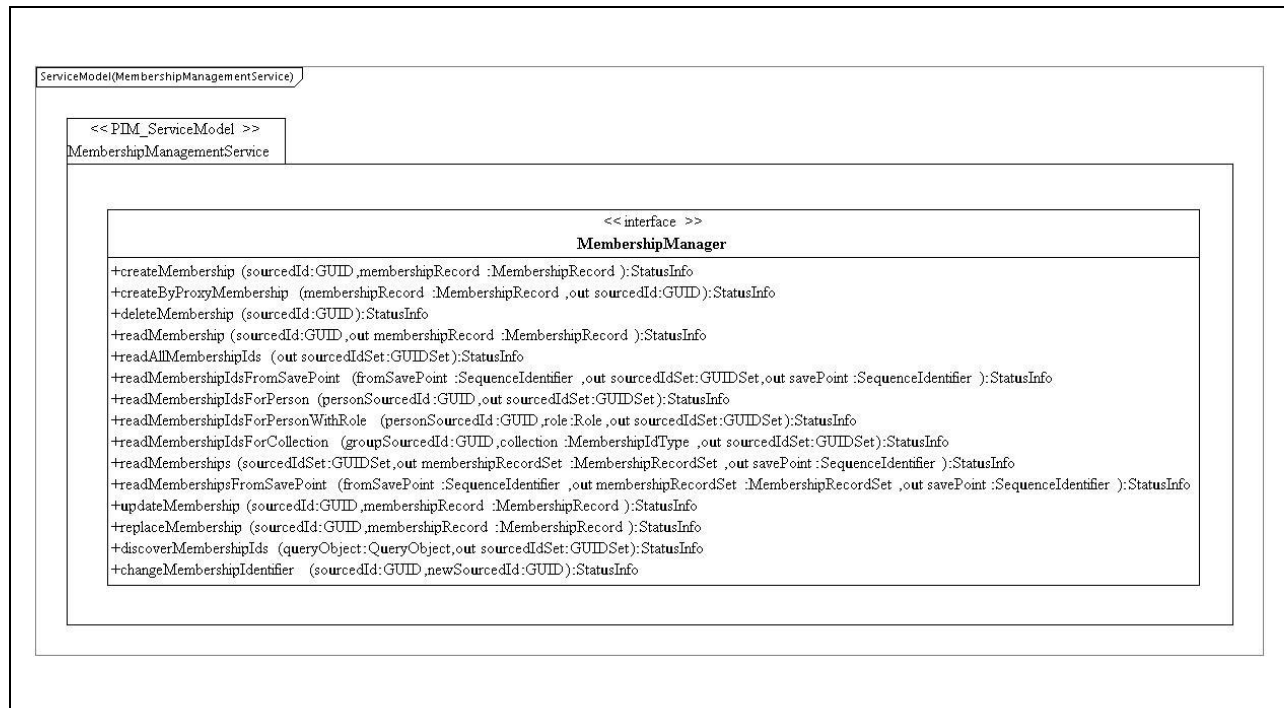 ServiceModel(MembershipManagementService)
<< PIM_ServiceModel >>
MembershipManagementService
<< interface >>
MembershipManager
+createMembership (sourcedId:GUID,membershipRecord :MembershipRecord ):StatusInfo
+createByProxyMembership (membershipRecord :MembershipRecord ,out sourcedId:GUID):StatusInfo
+deleteMembership (sourcedId:GUID):StatusInfo
+readMembership (sourcedId:GUID,out membershipRecord :MembershipRecord ):StatusInfo
+readAllMembershipIds (out sourcedIdSet:GUIDSet):StatusInfo
+readMembershipIdsFromSavePoint (fromSavePoint :SequenceIdentifier ,out sourcedIdSet:GUIDSet,out savePoint :SequenceIdentifier ):StatusInfo
+readMembershipIdsForPerson (personSourcedId:GUID,out sourcedIdSet:GUIDSet):StatusInfo
+readMembershipIdsForPersonWithRole (personSourcedId:GUID,role:Role,out sourcedIdSet:GUIDSet):StatusInfo
+readMembershipIdsForCollection (groupSourcedId:GUID,collection :MembershipIdType ,out sourcedIdSet:GUIDSet):StatusInfo
+readMemberships (sourcedIdSet:GUIDSet,out membershipRecordSet :MembershipRecordSet ,out savePoint :SequenceIdentifier ):StatusInfo
+readMembershipsFromSavePoint (fromSavePoint :SequenceIdentifier ,out membershipRecordSet :MembershipRecordSet ,out savePoint :SequenceIdentifier ):StatusInfo
+updateMembership (sourcedId:GUID,membershipRecord :MembershipRecord ):StatusInfo
+replaceMembership (sourcedId:GUID,membershipRecord :MembershipRecord ):StatusInfo
+discoverMembershipIds (queryObject:QueryObject,out sourcedIdSet:GUIDSet):StatusInfo
+changeMembershipIdentifier (sourcedId:GUID,newSourcedId:GUID):StatusInfo